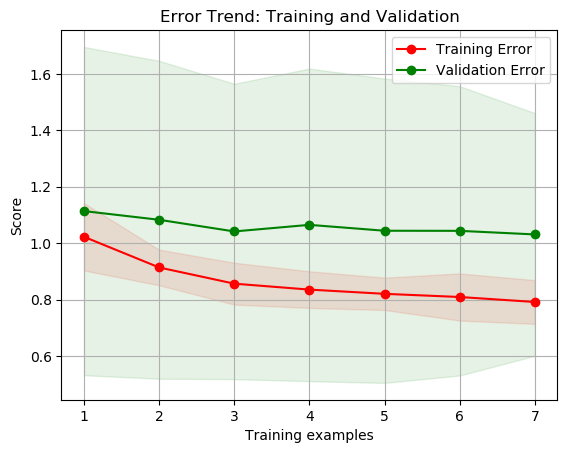 Error Trend: Training and Validation
Training Error
Validation Error
1.6
1.4
1.2
1.0
0.8
0.6
Score
1 2 3 4 5 6 7
Training examples